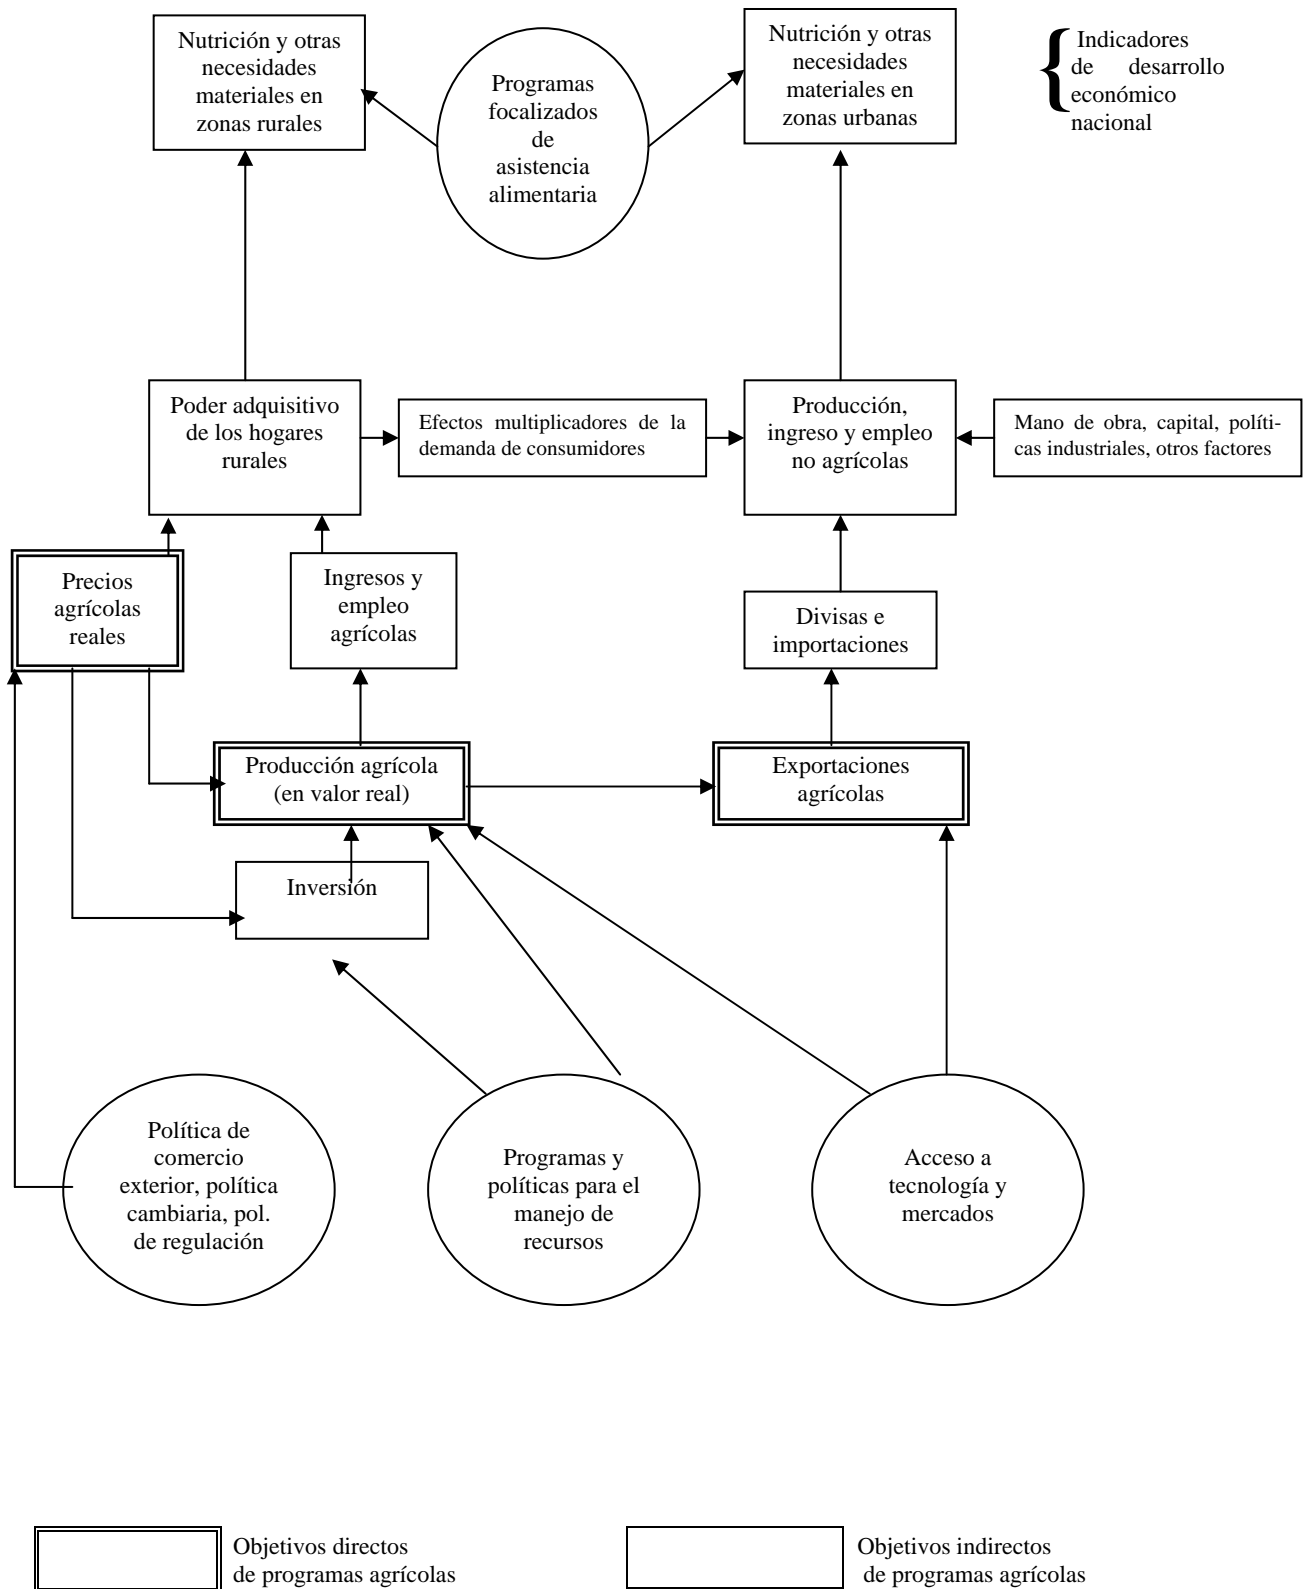 Nutrición y otras
necesidades
materiales en
zonas rurales
Programas
focalizados
de
asistencia
alimentaria
Nutrición y otras
necesidades
materiales en
zonas urbanas
Indicadores
de desarrollo
económico
nacional
Poder adquisitivo
de los hogares
rurales
Efectos multiplicadores de la
demanda de consumidores
Producción,
ingreso y empleo
no agrícolas
Mano de obra, capital, políti-
cas industriales, otros factores
Precios
agrícolas
reales
Ingresos y
empleo
agrícolas
Divisas e
importaciones
Producción agrícola
(en valor real)
Exportaciones
agrícolas
Inversión
Política de
comercio
exterior, política
cambiaria, pol.
de regulación
Programas y
políticas para el
manejo de
recursos
Acceso a
tecnología y
mercados
Objetivos directos
de programas agrícolas
Objetivos indirectos
de programas agrícolas